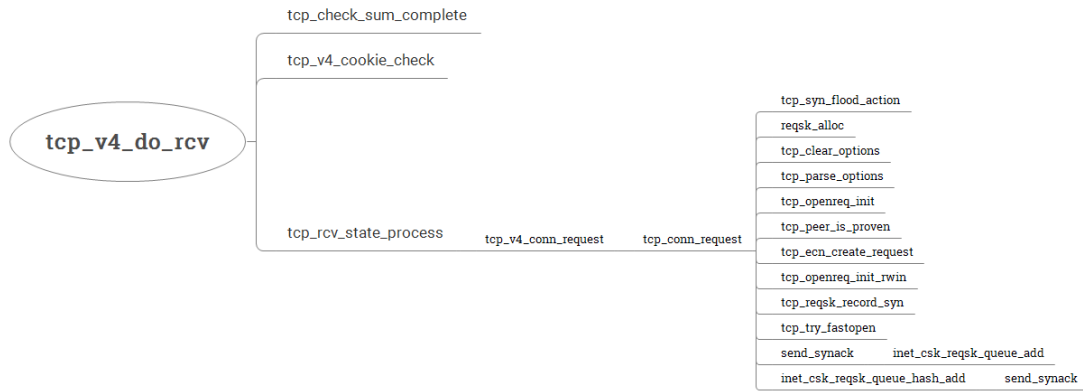 tcp_check_sum_complete
tcp_v4_cookie_check
tcp_v4_do_rcv
tcp_rcv_state_process
tcp_v4_conn_request
tcp_conn_request
tcp_syn_flood_action
reqsk_alloc
tcp_clear_options
tcp_parse_options
tcp_openreq_init
tcp_peer_is_proven
tcp_ecn_create_request
tcp_openreq_init_rwin
tcp_reqsk_record_syn
tcp_try_fastopen
send_synack inet_csk_reqsk_queue_add
inet_csk_reqsk_queue_hash_add send_synack